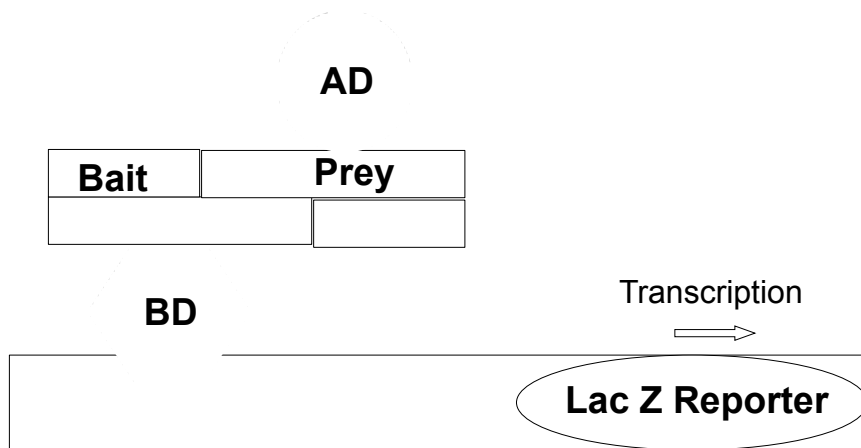 AD
Bait
Prey
BD
Transcription
Lac Z Reporter